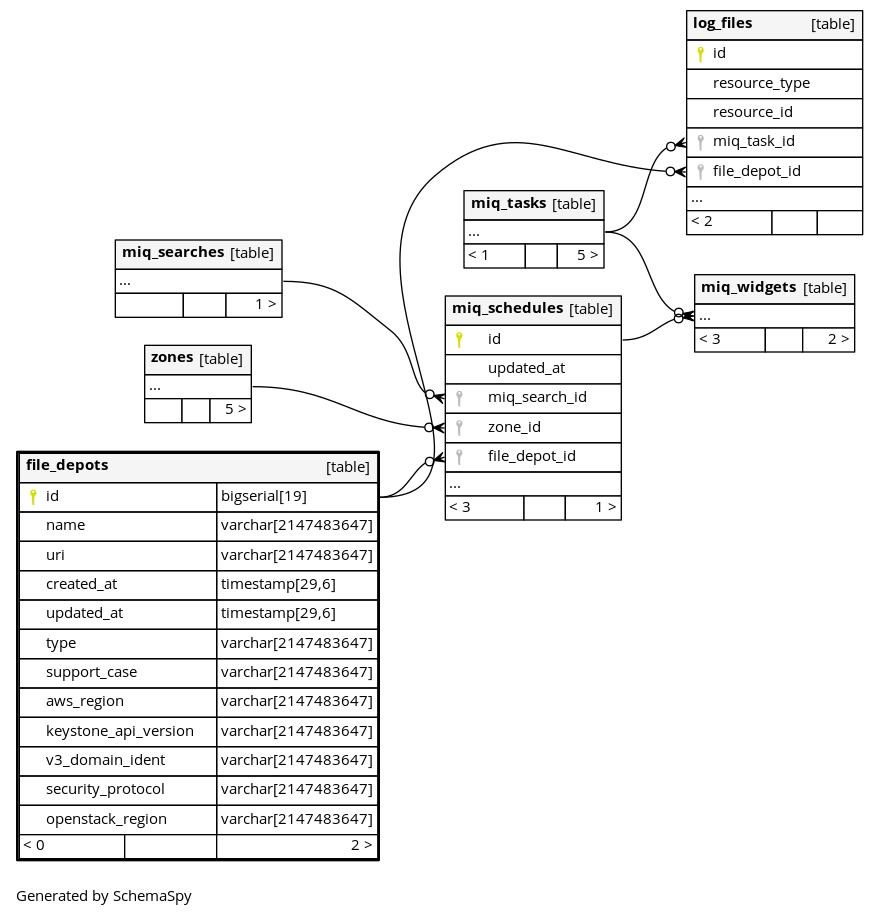 log_files [table]
id
resource_type
resource_id
miq_task_id
file_depot_id
...
< 2
miq_tasks [table]
...
< 1 5 >
miq_searches [table]
...
1 >
miq_widgets [table]
...
< 3 2 >
miq_schedules [table]
id
updated_at
miq_search_id
zone_id
file_depot_id
...
< 3 1 >
zones [table]
...
5 >
file_depots [table]
id bigserial[19]
name varchar[2147483647]
uri varchar[2147483647]
created_at timestamp[29,6]
updated_at timestamp[29,6]
type varchar[2147483647]
support_case varchar[2147483647]
aws_region varchar[2147483647]
keystone_api_version varchar[2147483647]
v3_domain_ident varchar[2147483647]
security_protocol varchar[2147483647]
openstack_region varchar[2147483647]
< 0 2 >
Generated by SchemaSpy